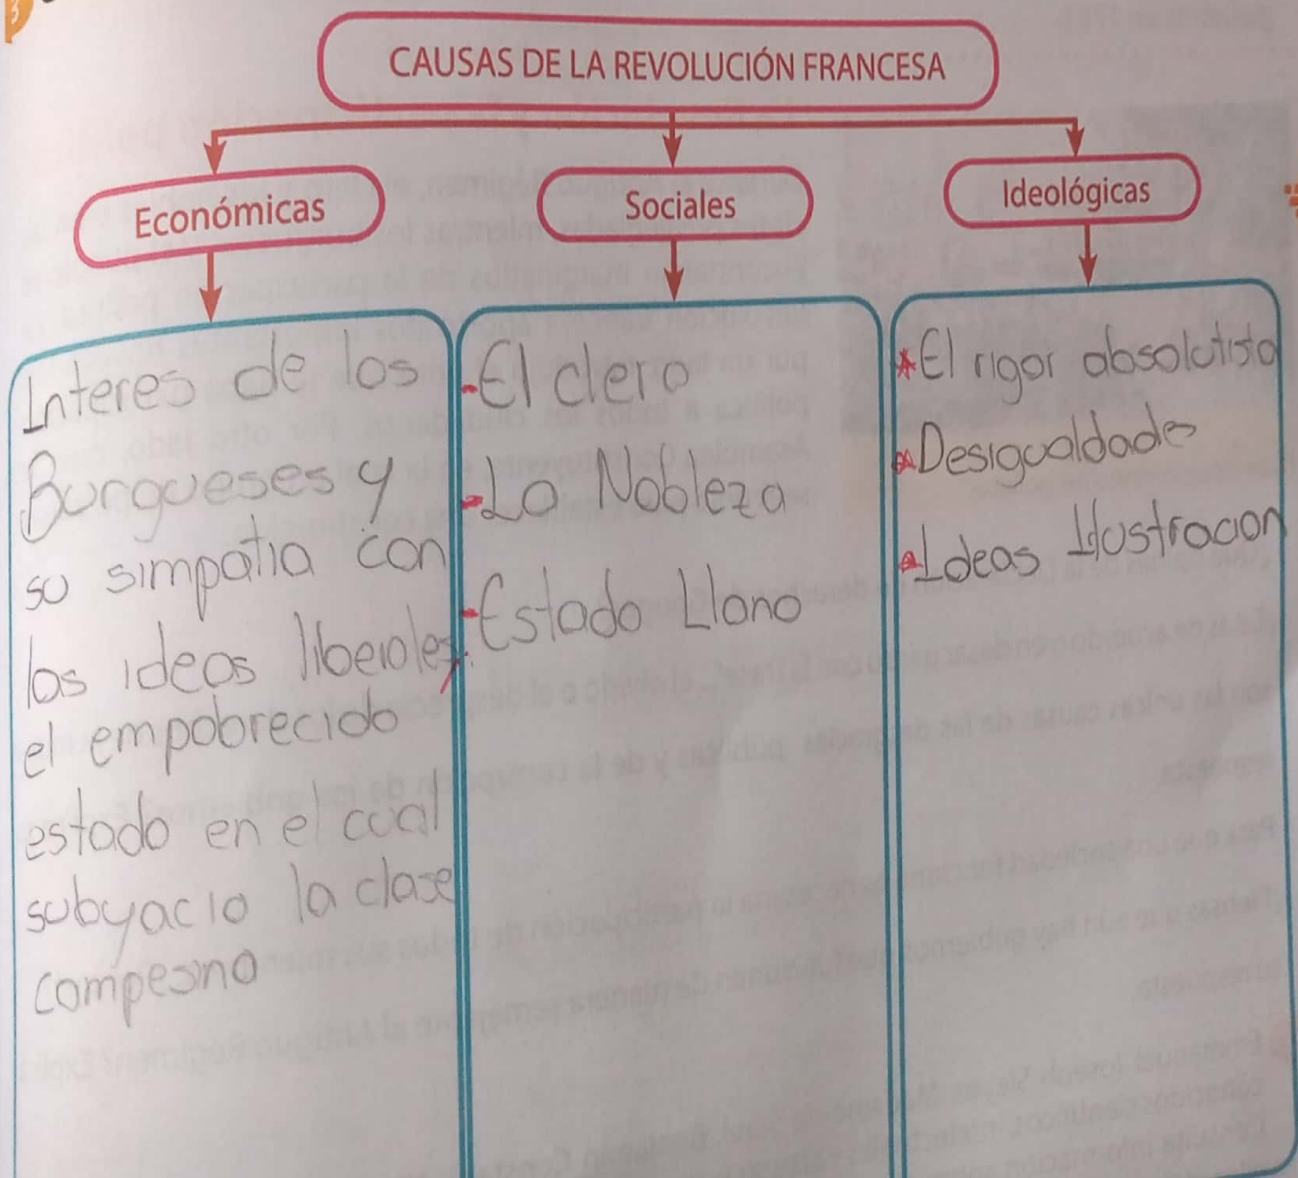 3
CAUSAS DE LA REVOLUCIÓN FRANCESA
Económicas
Sociales
Ideológicas
Interes de los
Burgueses y
su simpatia con
las ideas liberales,
el empobrecido
estado en el cual
subyacio la clase
campesina
-El clero
-La Nobleza
-Estado Llano
*El rigor absolutista
*Desigualdade
*Ideas Ilustracion